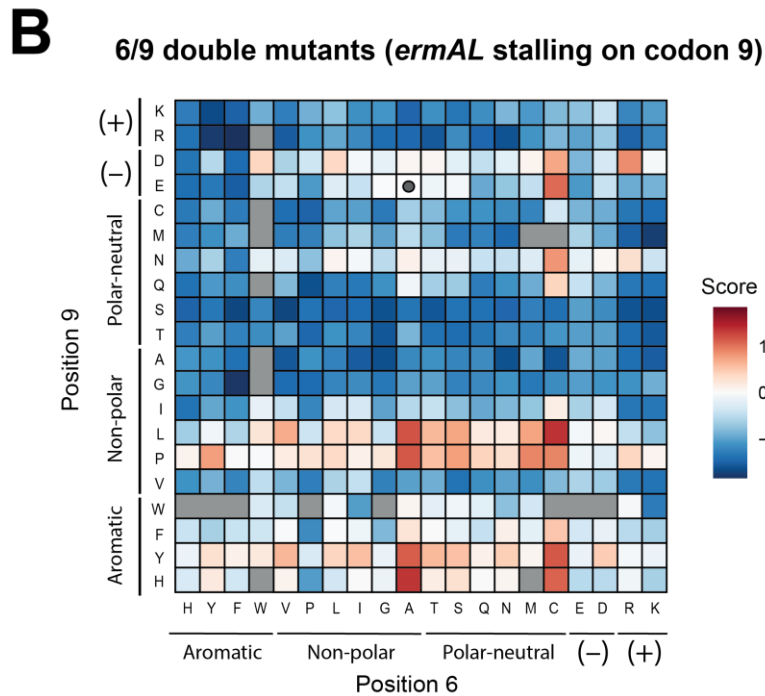 B
6/9 double mutants (ermAL stalling on codon 9)
(+)
K
R
(−)
D
E
Polar-neutral
C
M
N
Q
S
T
Non-polar
A
G
I
L
P
V
Aromatic
W
F
Y
H
Position 9
H Y F W V P L I G A T S Q N M C E D R K
Aromatic Non-polar Polar-neutral (−) (+)
Position 6
Score
1
0
−